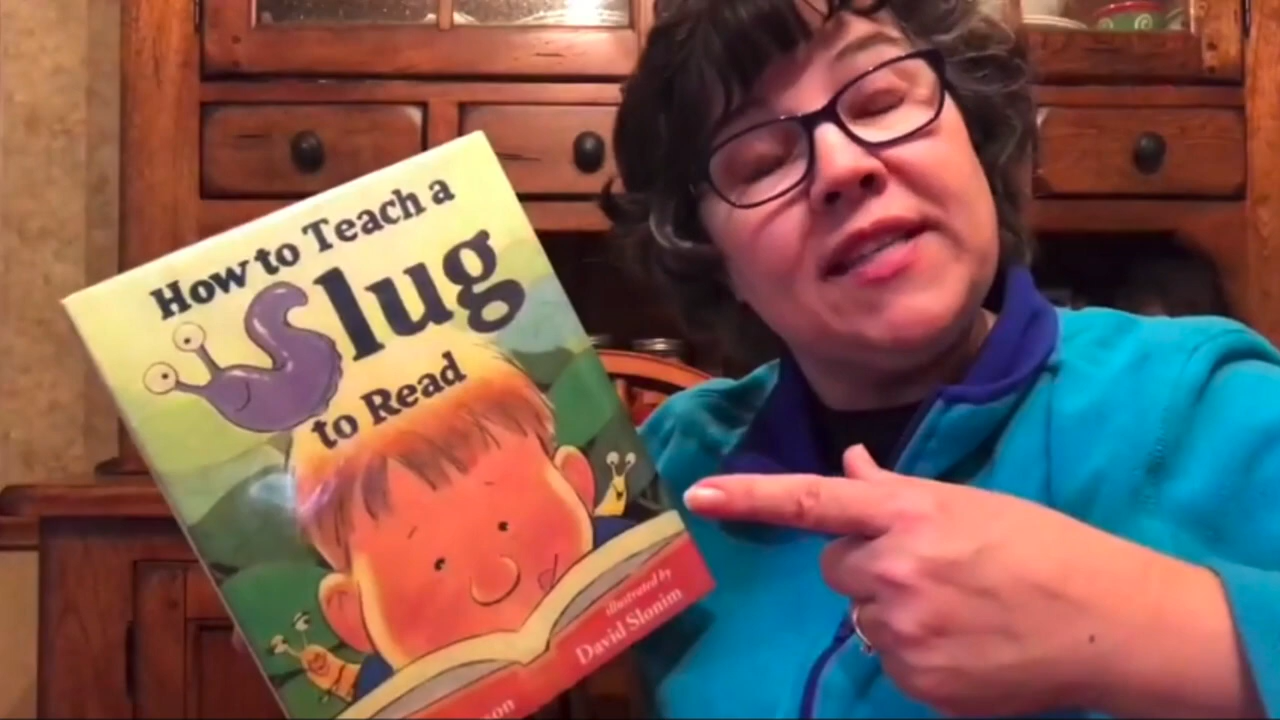 How to Teach a
Slug
to Read
illustrated by
David Slonim